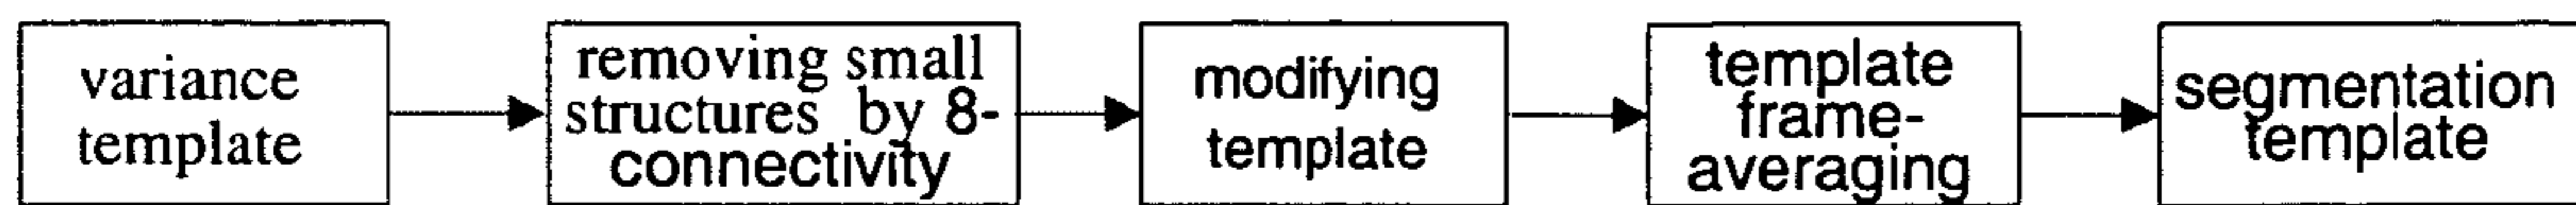 variance
template
removing small
structures by 8-
connectivity
modifying
template
template
frame-
averaging
segmentation
template